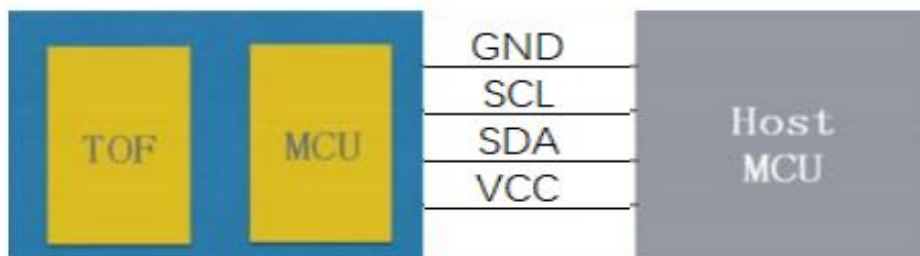 TOF
MCU
GND
SCL
SDA
VCC
Host
MCU